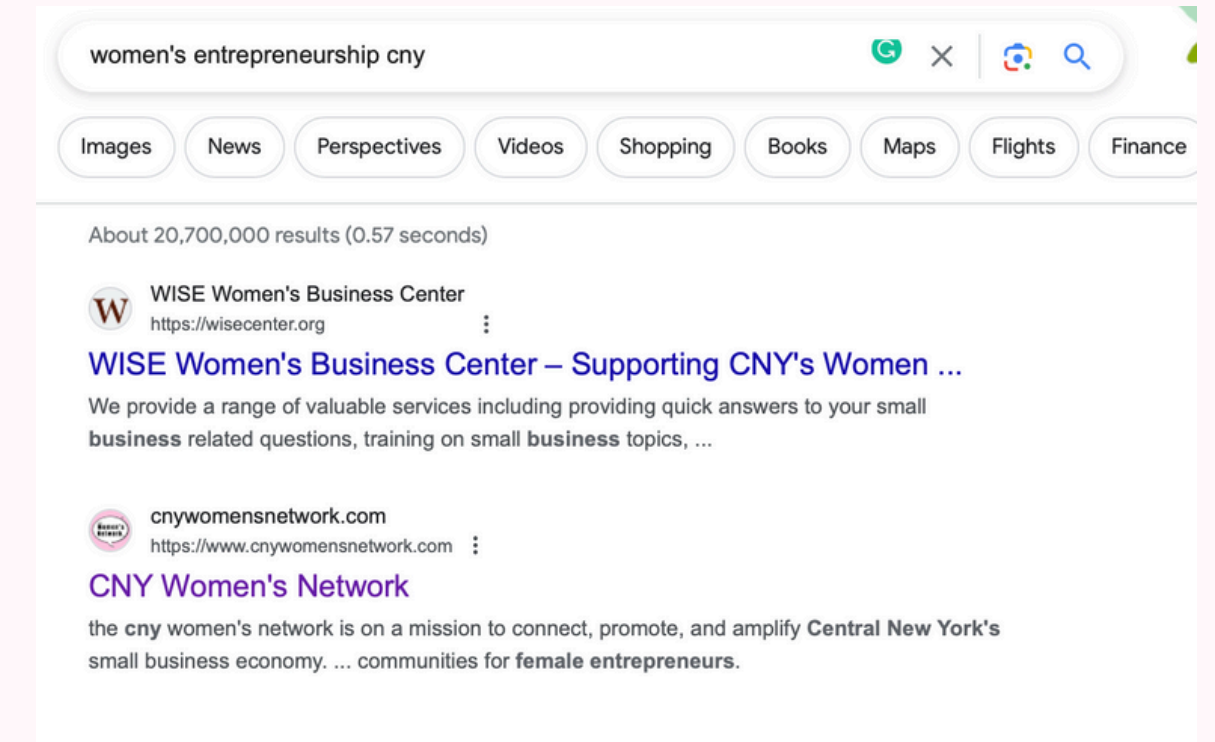 women's entrepreneurship cny
Images News Perspectives Videos Shopping Books Maps Flights Finance
About 20,700,000 results (0.57 seconds)
W WISE Women's Business Center
https://wisecenter.org
WISE Women's Business Center – Supporting CNY's Women ...
We provide a range of valuable services including providing quick answers to your small
business related questions, training on small business topics, ...
Women's
Network
cnywomensnetwork.com
https://www.cnywomensnetwork.com
CNY Women's Network
the cny women's network is on a mission to connect, promote, and amplify Central New York's
small business economy. ... communities for female entrepreneurs.